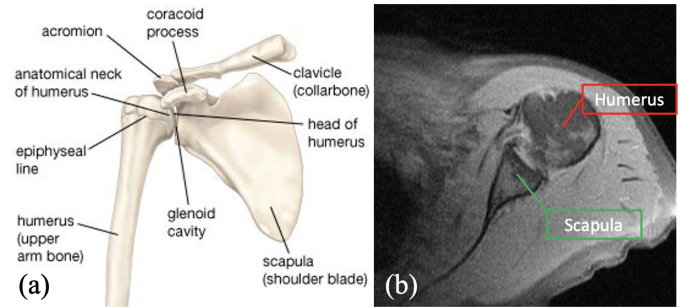 coracoid
process
acromion
anatomical neck
of humerus
clavicle
(collarbone)
head of
humerus
epiphyseal
line
glenoid
cavity
humerus
(upper
arm bone)
scapula
(shoulder blade)
(a)
Humerus
Scapula
(b)